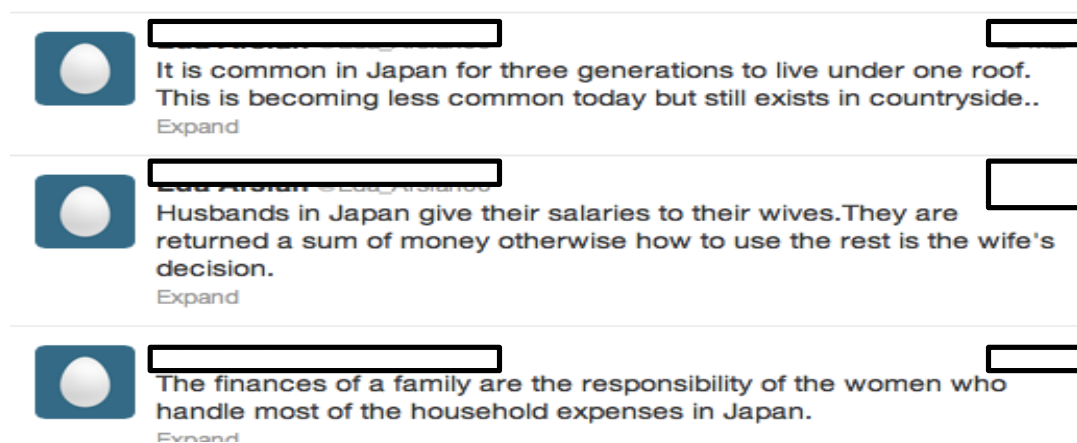 It is common in Japan for three generations to live under one roof.
This is becoming less common today but still exists in countryside..
Expand
Husbands in Japan give their salaries to their wives.They are
returned a sum of money otherwise how to use the rest is the wife's
decision.
Expand
The finances of a family are the responsibility of the women who
handle most of the household expenses in Japan.
Expand